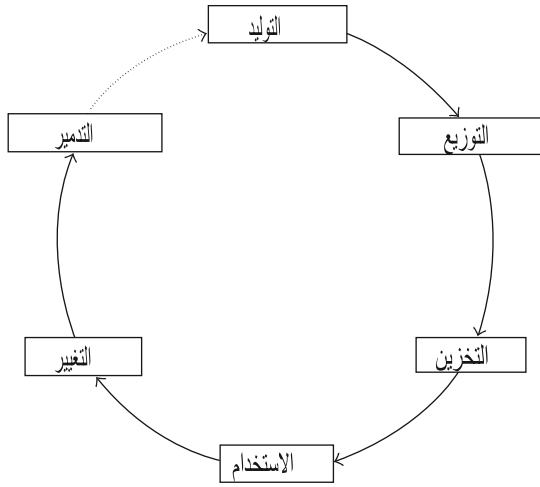 التوليد
التوزيع
التخزين
الاستخدام
التغيير
التدمير